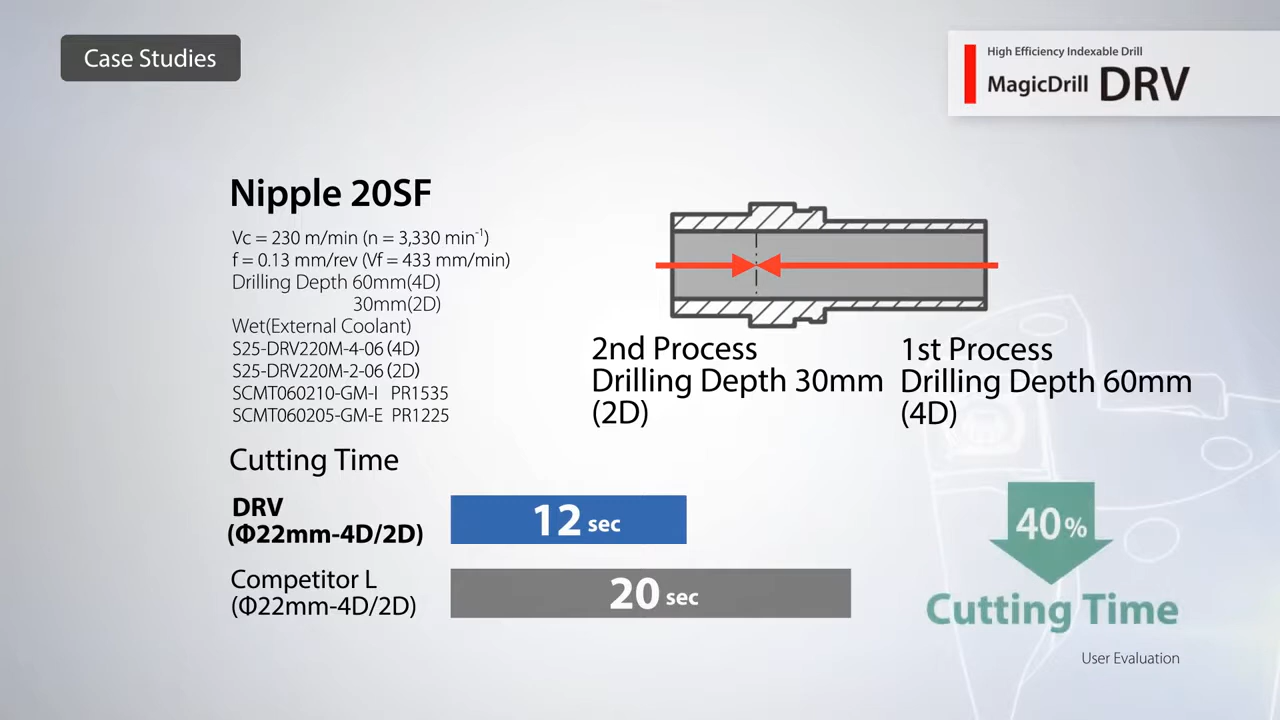 Case Studies
High Efficiency Indexable Drill
MagicDrill DRV
Nipple 20SF
Vc = 230 m/min (n = 3,330 min⁻¹)
f = 0.13 mm/rev (Vf = 433 mm/min)
Drilling Depth 60mm(4D)
30mm(2D)
Wet(External Coolant)
S25-DRV220M-4-06 (4D)
S25-DRV220M-2-06 (2D)
SCMT060210-GM-I PR1535
SCMT060205-GM-E PR1225
2nd Process
Drilling Depth 30mm
(2D)
1st Process
Drilling Depth 60mm
(4D)
Cutting Time
DRV
(Φ22mm-4D/2D)
12 sec
Competitor L
(Φ22mm-4D/2D)
20 sec
40%
Cutting Time
User Evaluation